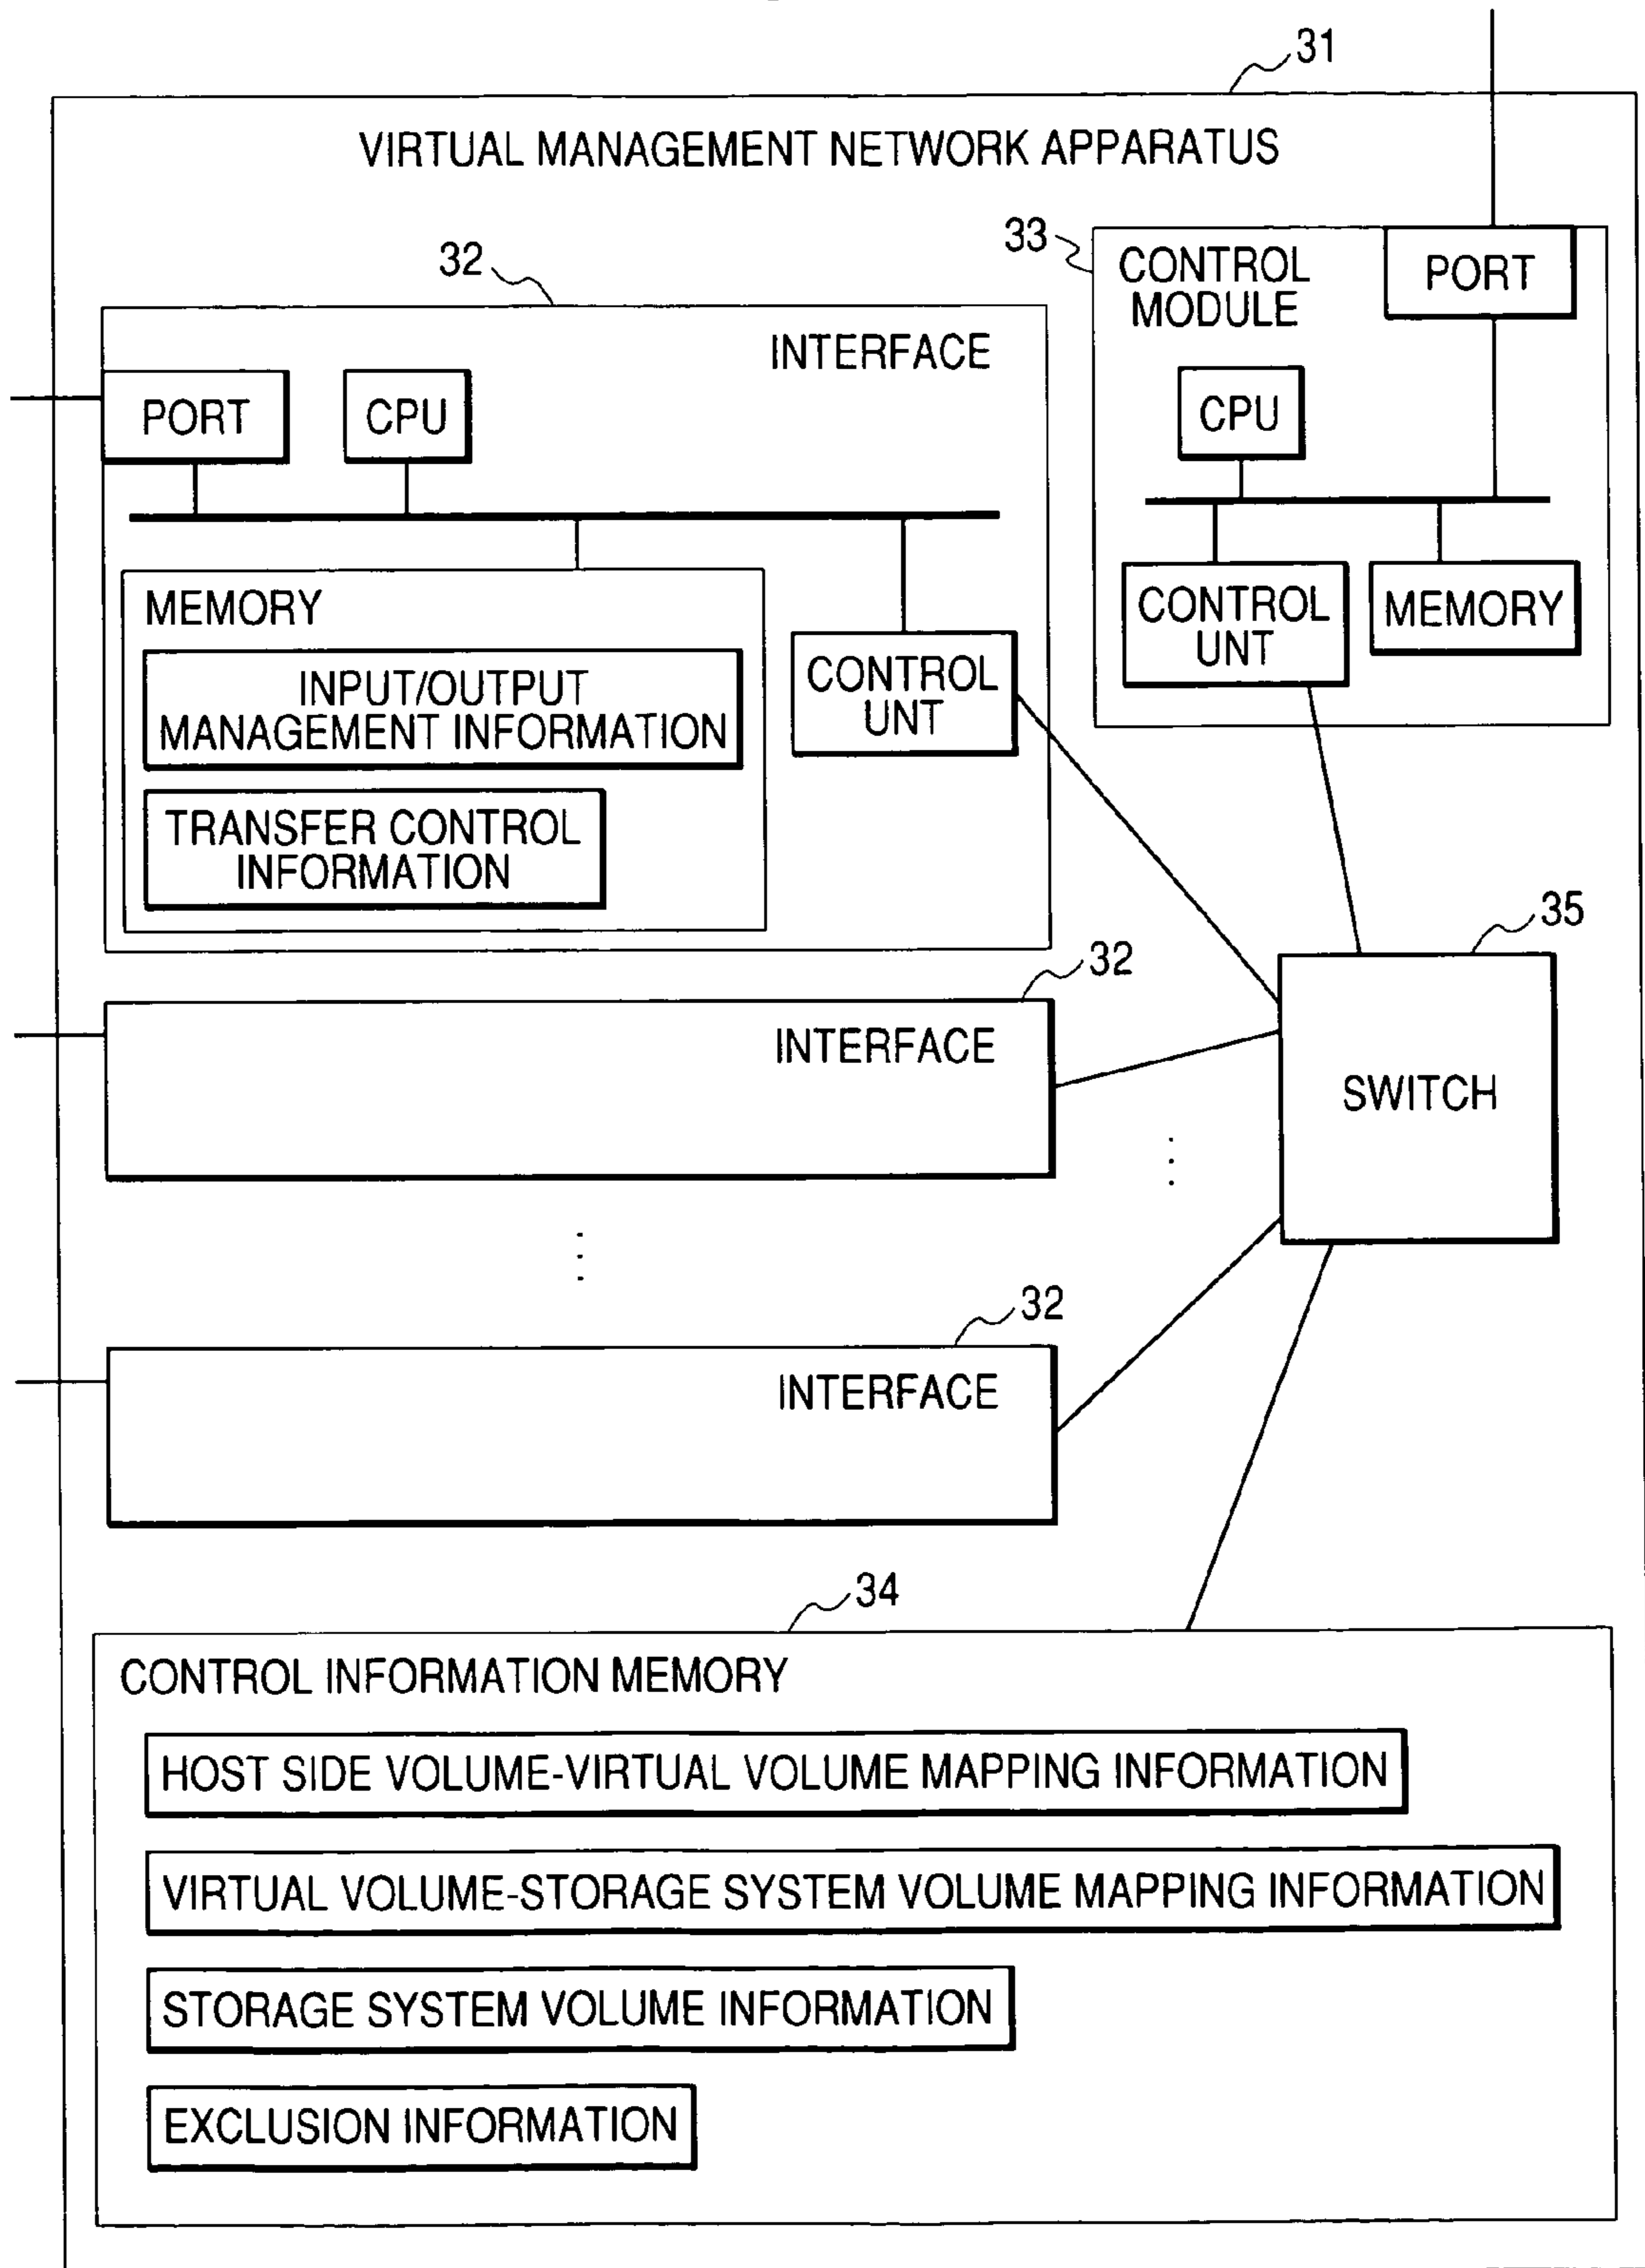 31
VIRTUAL MANAGEMENT NETWORK APPARATUS
32
INTERFACE
PORT
CPU
MEMORY
INPUT/OUTPUT
MANAGEMENT INFORMATION
TRANSFER CONTROL
INFORMATION
CONTROL
UNT
33
CONTROL
MODULE
PORT
CPU
CONTROL
UNT
MEMORY
35
SWITCH
32
INTERFACE
32
INTERFACE
34
CONTROL INFORMATION MEMORY
HOST SIDE VOLUME-VIRTUAL VOLUME MAPPING INFORMATION
VIRTUAL VOLUME-STORAGE SYSTEM VOLUME MAPPING INFORMATION
STORAGE SYSTEM VOLUME INFORMATION
EXCLUSION INFORMATION